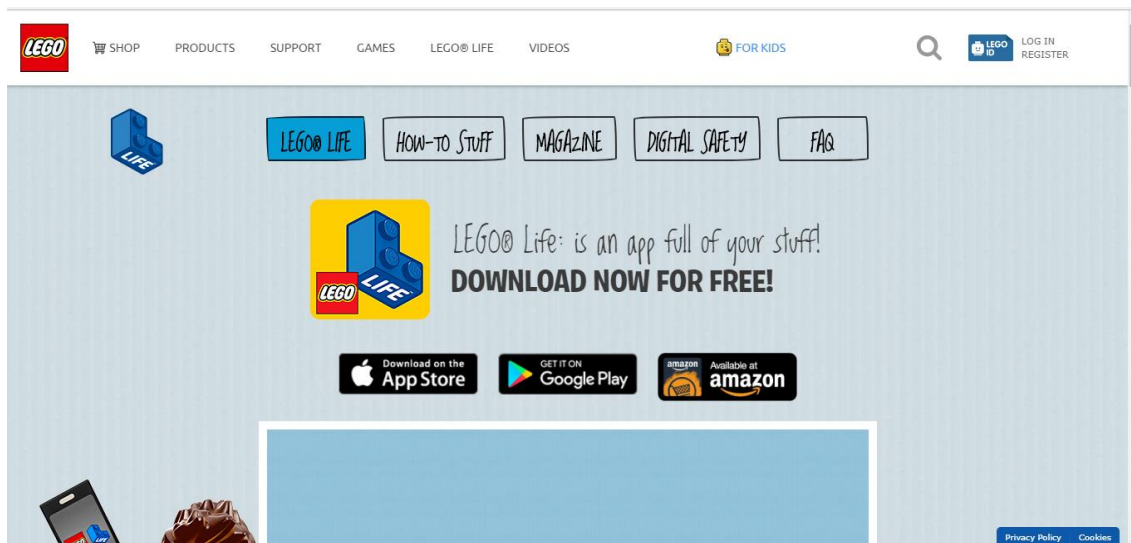 LEGO
SHOP
PRODUCTS
SUPPORT
GAMES
LEGO® LIFE
VIDEOS
FOR KIDS
LEGO ID
LOG IN
REGISTER
LIFE
LEGO® LIFE
HOW-TO STUFF
MAGAZINE
DIGITAL SAFETY
FAQ
LEGO
LIFE
LEGO® Life: is an app full of your stuff!
DOWNLOAD NOW FOR FREE!
Download on the
App Store
GET IT ON
Google Play
amazon
Available at
amazon
LEGO
LIFE
Privacy Policy
Cookies